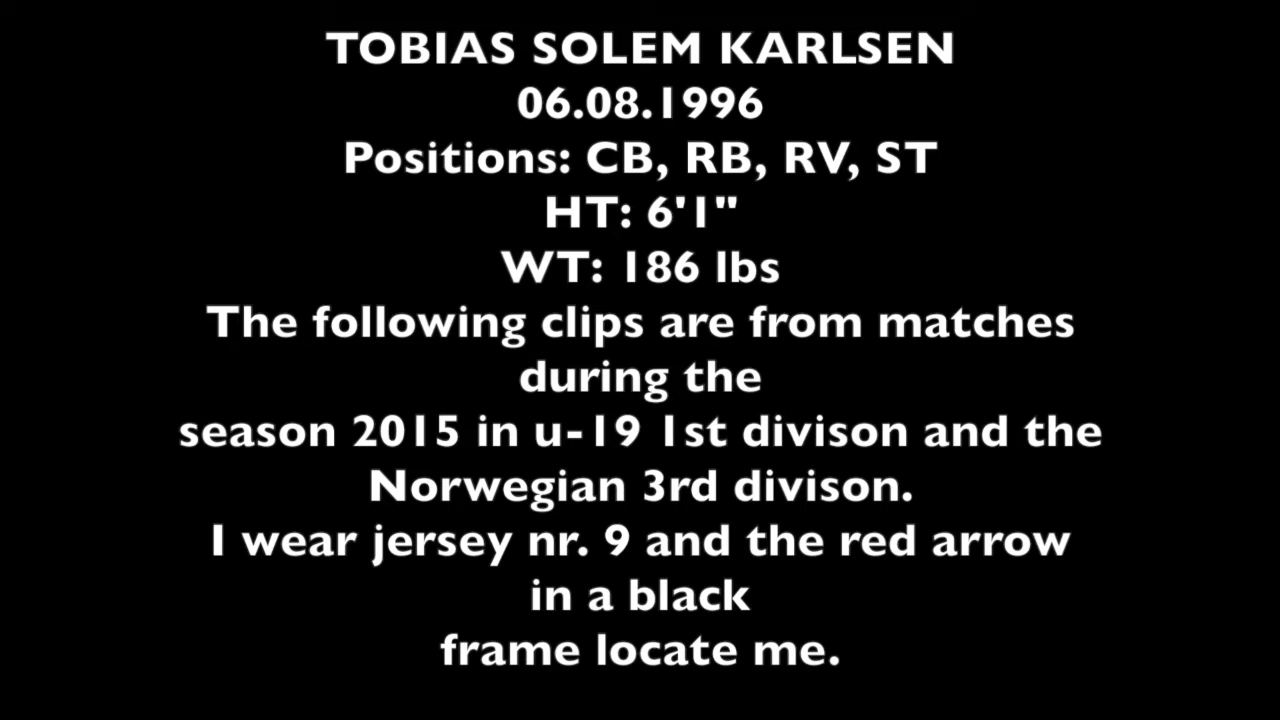 TOBIAS SOLEM KARLSEN
06.08.1996
Positions: CB, RB, RV, ST
HT: 6'1"
WT: 186 lbs
The following clips are from matches
during the
season 2015 in u-19 1st divison and the
Norwegian 3rd divison.
I wear jersey nr. 9 and the red arrow
in a black
frame locate me.